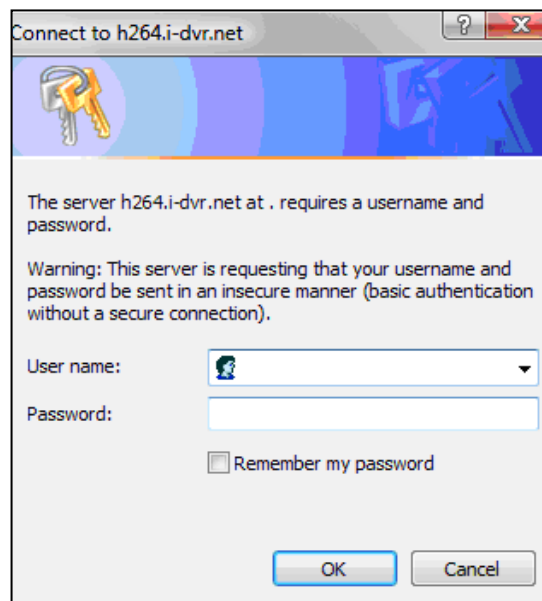 Connect to h264.i-dvr.net
The server h264.i-dvr.net at . requires a username and
password.
Warning: This server is requesting that your username and
password be sent in an insecure manner (basic authentication
without a secure connection).
User name:
Password:
Remember my password
OK Cancel